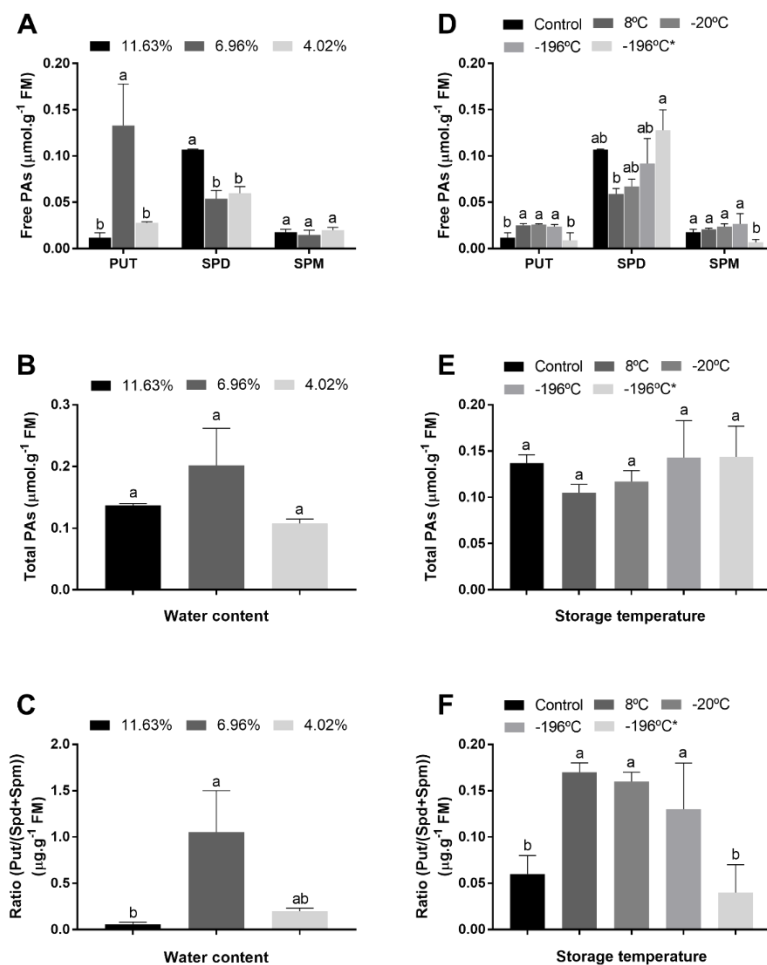 A
11.63% 6.96% 4.02%
Free PAs (µmol.g-1 FM)
0.20
0.15
0.10
0.05
0.00
b a b
a b b
a a a
PUT SPD SPM
D
Control 8ºC -20ºC
-196ºC -196ºC*
Free PAs (µmol.g-1 FM)
0.20
0.15
0.10
0.05
0.00
b a a a b
ab b ab ab a
a a a a b
PUT SPD SPM
B
11.63% 6.96% 4.02%
Total PAs (µmol.g-1 FM)
0.3
0.2
0.1
0.0
a a a
Water content
E
Control 8ºC -20ºC
-196ºC -196ºC*
Total PAs (µmol.g-1 FM)
0.20
0.15
0.10
0.05
0.00
a a a a a
Storage temperature
C
11.63% 6.96% 4.02%
Ratio (Put/(Spd+Spm))
(µg.g-1 FM)
2.0
1.5
1.0
0.5
0.0
b a ab
Water content
F
Control 8ºC -20ºC
-196ºC -196ºC*
Ratio (Put/(Spd+Spm))
(µg.g-1 FM)
0.20
0.15
0.10
0.05
0.00
b a a a b
Storage temperature